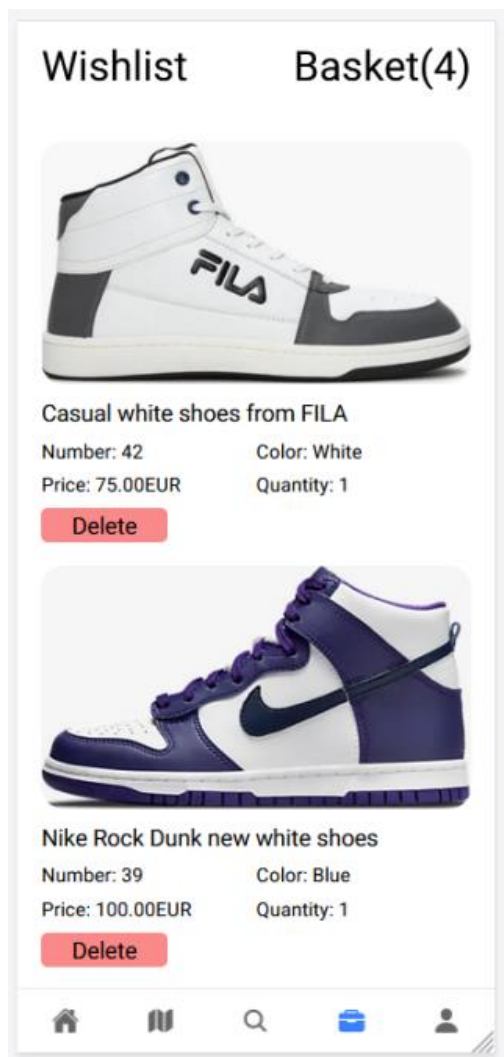 Wishlist Basket(4)
FILA
Casual white shoes from FILA
Number: 42 Color: White
Price: 75.00EUR Quantity: 1
Delete
Nike Rock Dunk new white shoes
Number: 39 Color: Blue
Price: 100.00EUR Quantity: 1
Delete